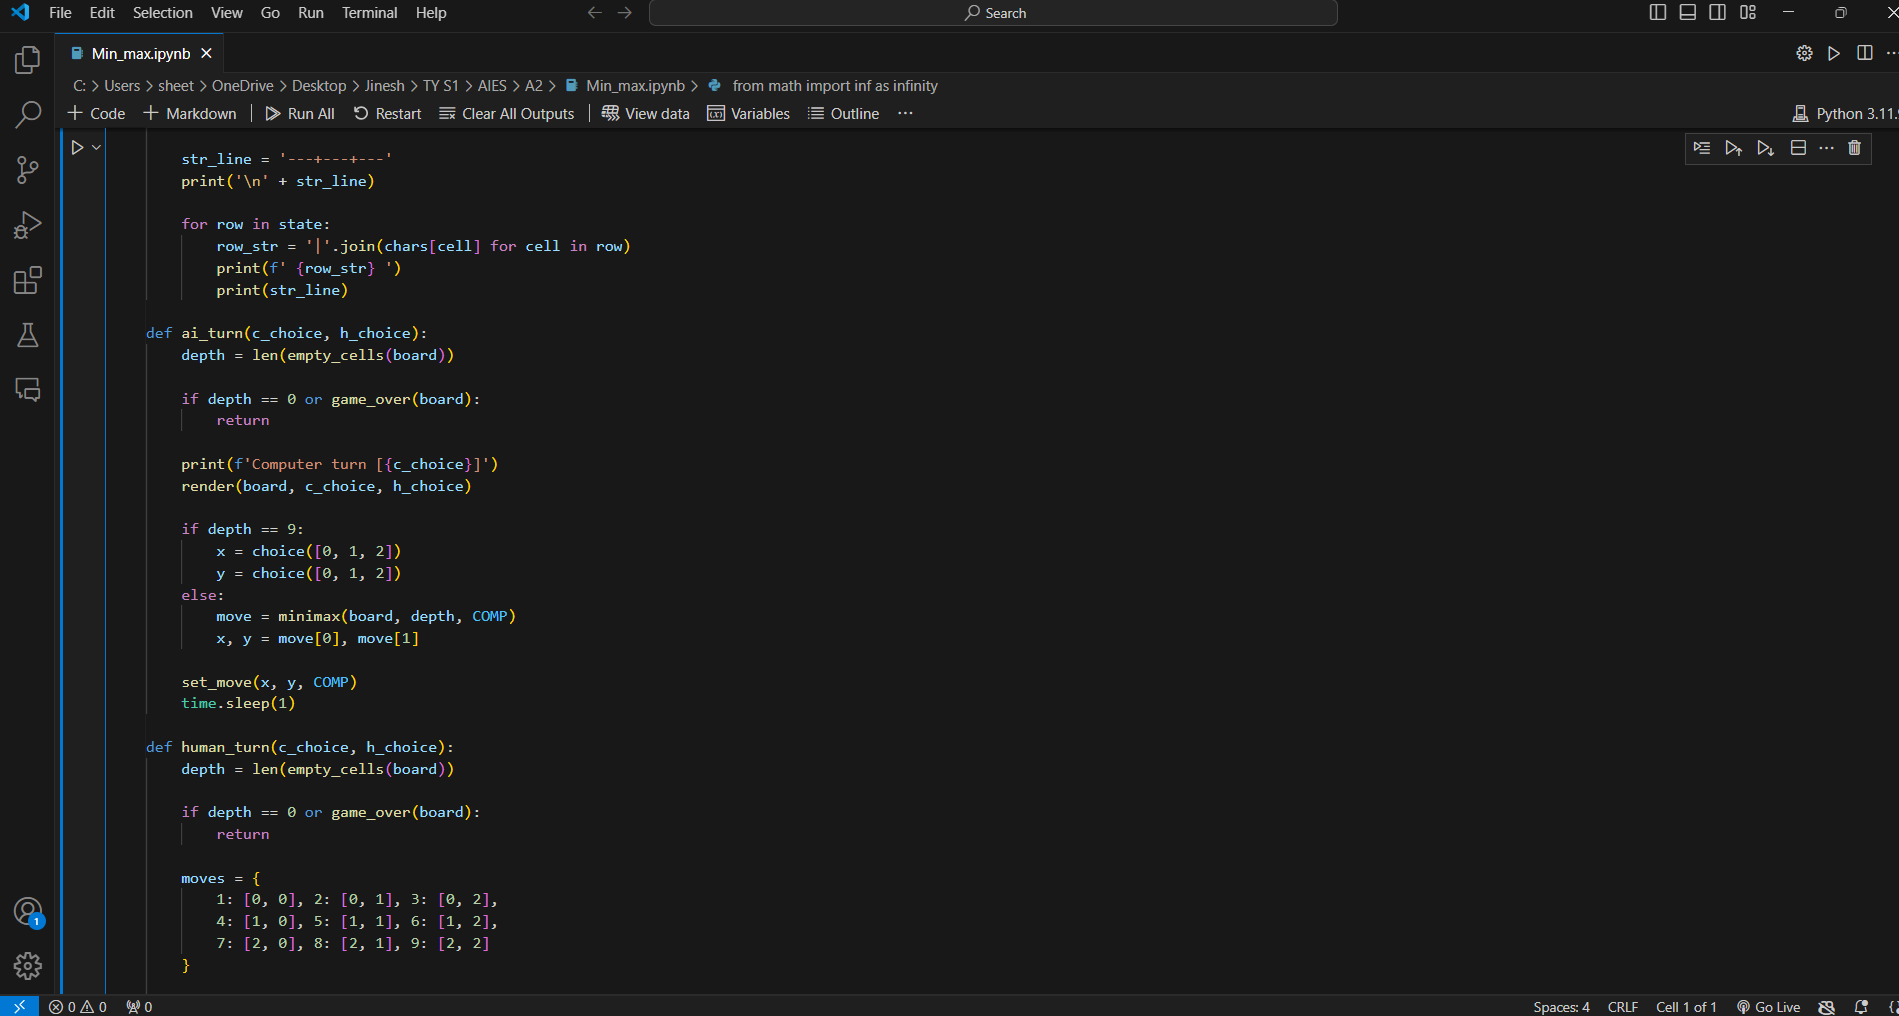 File Edit Selection View Go Run Terminal Help Search
Min_max.ipynb
C: > Users > sheet > OneDrive > Desktop > Jinesh > TY S1 > AIES > A2 > Min_max.ipynb > from math import inf as infinity
+ Code + Markdown | Run All Restart Clear All Outputs | View data Variables Outline ... Python 3.11.
str_line = '---+---+---'
print('\n' + str_line)
for row in state:
row_str = '|'.join(chars[cell] for cell in row)
print(f' {row_str} ')
print(str_line)
def ai_turn(c_choice, h_choice):
depth = len(empty_cells(board))
if depth == 0 or game_over(board):
return
print(f'Computer turn [{c_choice}]')
render(board, c_choice, h_choice)
if depth == 9:
x = choice([0, 1, 2])
y = choice([0, 1, 2])
else:
move = minimax(board, depth, COMP)
x, y = move[0], move[1]
set_move(x, y, COMP)
time.sleep(1)
def human_turn(c_choice, h_choice):
depth = len(empty_cells(board))
if depth == 0 or game_over(board):
return
moves = {
1: [0, 0], 2: [0, 1], 3: [0, 2],
4: [1, 0], 5: [1, 1], 6: [1, 2],
7: [2, 0], 8: [2, 1], 9: [2, 2]
}
1
0 0 0 Spaces: 4 CRLF Cell 1 of 1 Go Live